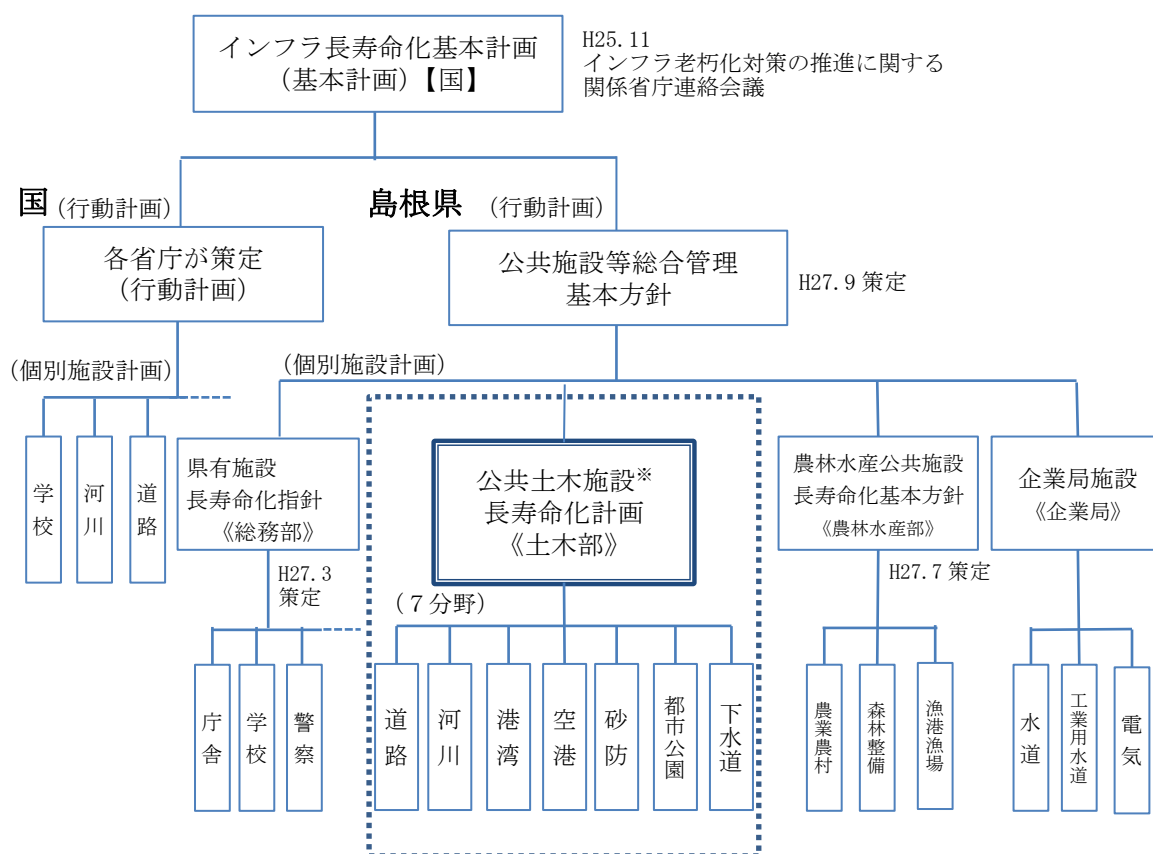 インフラ長寿命化基本計画
(基本計画)【国】
H25.11
インフラ老朽化対策の推進に関する
関係省庁連絡会議
国 (行動計画)
島根県 (行動計画)
各省庁が策定
(行動計画)
公共施設等総合管理
基本方針
H27.9 策定
(個別施設計画)
(個別施設計画)
学校
河川
道路
県有施設
長寿命化指針
《総務部》
公共土木施設※
長寿命化計画
《土木部》
農林水産公共施設
長寿命化基本方針
《農林水産部》
企業局施設
《企業局》
H27.3
策定
(7分野)
H27.7 策定
庁舎
学校
警察
道路
河川
港湾
空港
砂防
都市公園
下水道
農業農村
森林整備
漁港漁場
水道
工業用水道
電気